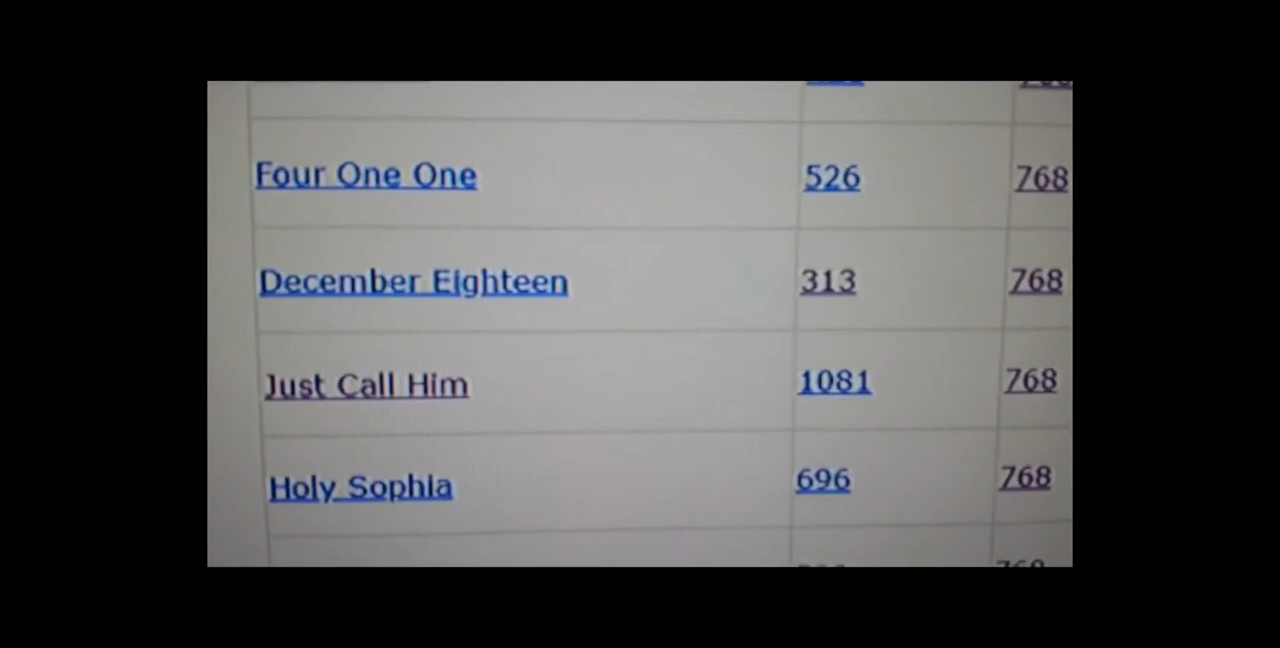 Four One One 526 768
December Eighteen 313 768
Just Call Him 1081 768
Holy Sophia 696 768